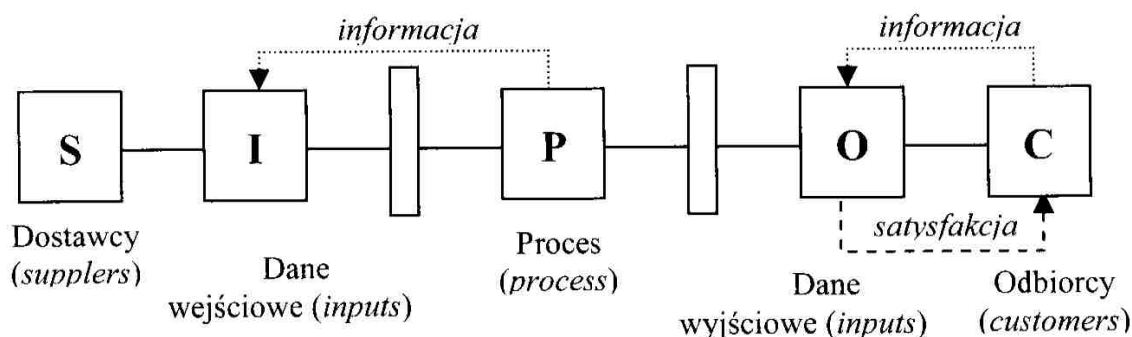 informacja
informacja
S
I
P
O
C
satysfakcja
Dostawcy
(supplers)
Dane
wejściowe (inputs)
Proces
(process)
Dane
wyjściowe (inputs)
Odbiorcy
(customers)